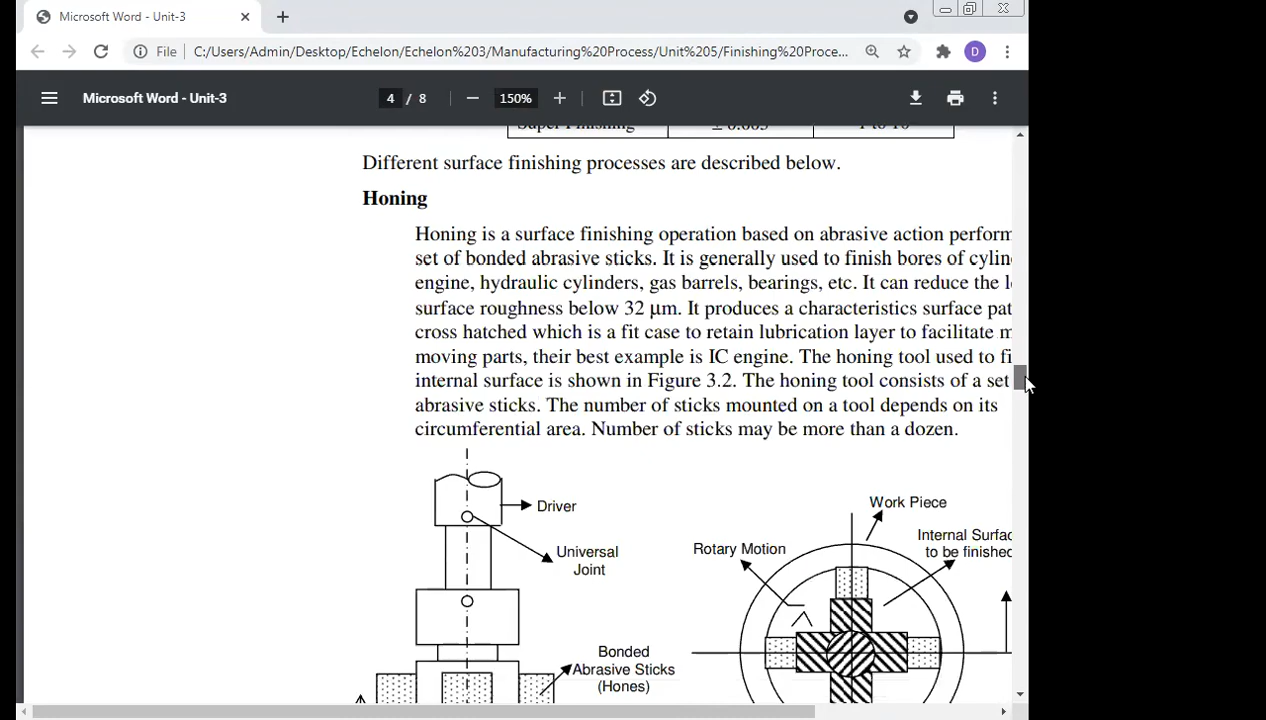 Microsoft Word - Unit-3
File
C:/Users/Admin/Desktop/Echelon/Echelon%203/Manufacturing%20Process/Unit%205/Finishing%20Proce...
D
Microsoft Word - Unit-3
4 / 8
150%
Super Finishing ± 0.003 1 to 10
Different surface finishing processes are described below.
Honing
Honing is a surface finishing operation based on abrasive action perform
set of bonded abrasive sticks. It is generally used to finish bores of cylin
engine, hydraulic cylinders, gas barrels, bearings, etc. It can reduce the l
surface roughness below 32 μm. It produces a characteristics surface pat
cross hatched which is a fit case to retain lubrication layer to facilitate m
moving parts, their best example is IC engine. The honing tool used to fi
internal surface is shown in Figure 3.2. The honing tool consists of a set
abrasive sticks. The number of sticks mounted on a tool depends on its
circumferential area. Number of sticks may be more than a dozen.
Driver
Universal
Joint
Bonded
Abrasive Sticks
(Hones)
Work Piece
Rotary Motion
Internal Surfac
to be finished